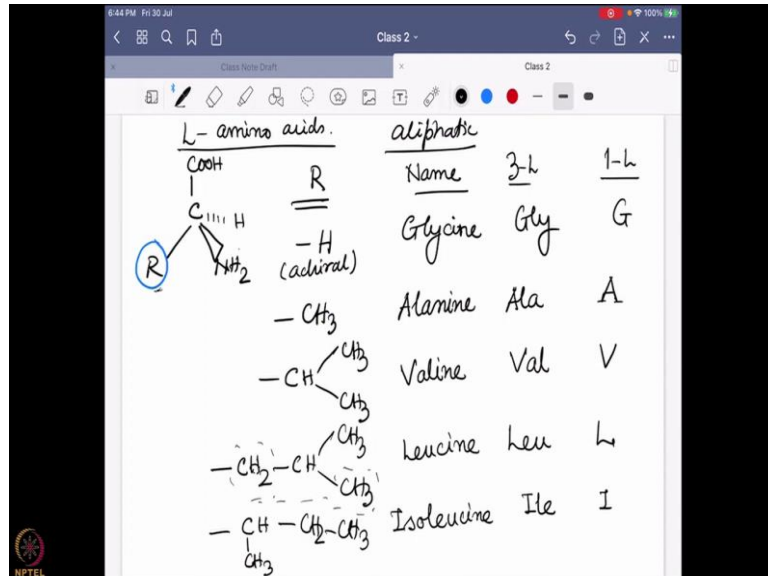 6:44 PM Fri 30 Jul
100%
Class 2
Class Note Draft
Class 2
L- amino acids.
aliphatic
COOH
C
H
R
NH2
R
Name
3-L
1-L
-H
(achiral)
Glycine
Gly
G
-CH3
Alanine
Ala
A
-CH
CH3
CH3
Valine
Val
V
-CH2-CH
CH3
CH3
Leucine
Leu
L
-CH-CH2-CH3
CH3
Isoleucine
Ile
I
NPTEL